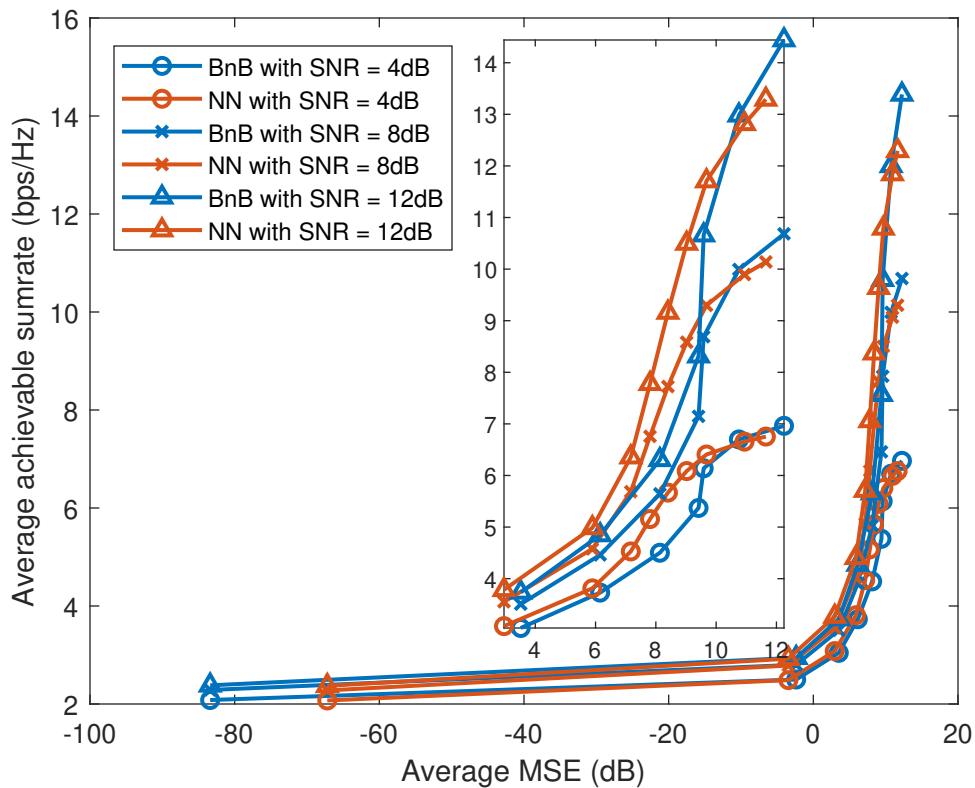 Average achievable sumrate (bps/Hz)
16
14
12
10
8
6
4
2
BnB with SNR = 4dB
NN with SNR = 4dB
BnB with SNR = 8dB
NN with SNR = 8dB
BnB with SNR = 12dB
NN with SNR = 12dB
14
13
12
11
10
9
8
7
6
5
4
4 6 8 10 12
-100 -80 -60 -40 -20 0 20
Average MSE (dB)